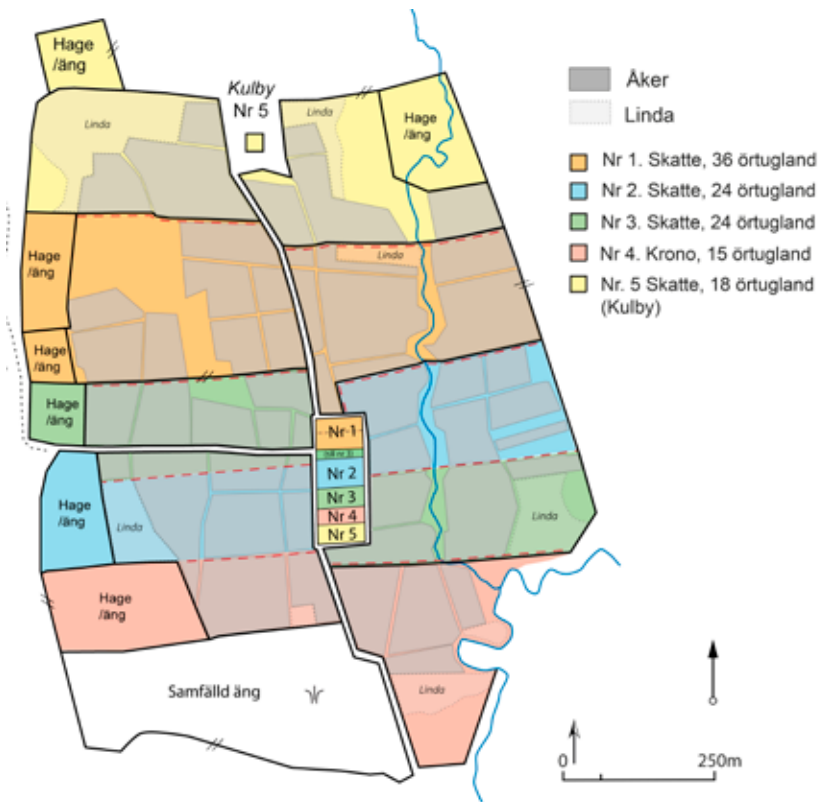 Hage
/äng
Kulby
Nr 5
Linda
Linda
Hage
/äng
Åker
Linda
Nr 1. Skatte, 36 örtugland
Nr 2. Skatte, 24 örtugland
Nr 3. Skatte, 24 örtugland
Nr 4. Krono, 15 örtugland
Nr. 5 Skatte, 18 örtugland
(Kulby)
Hage
/äng
Linda
Hage
/äng
Hage
/äng
Nr 1
Nr 2
Nr 3
Nr 4
Nr 5
Hage
/äng
Linda
Linda
Hage
/äng
Linda
Samfälld äng
0
250m